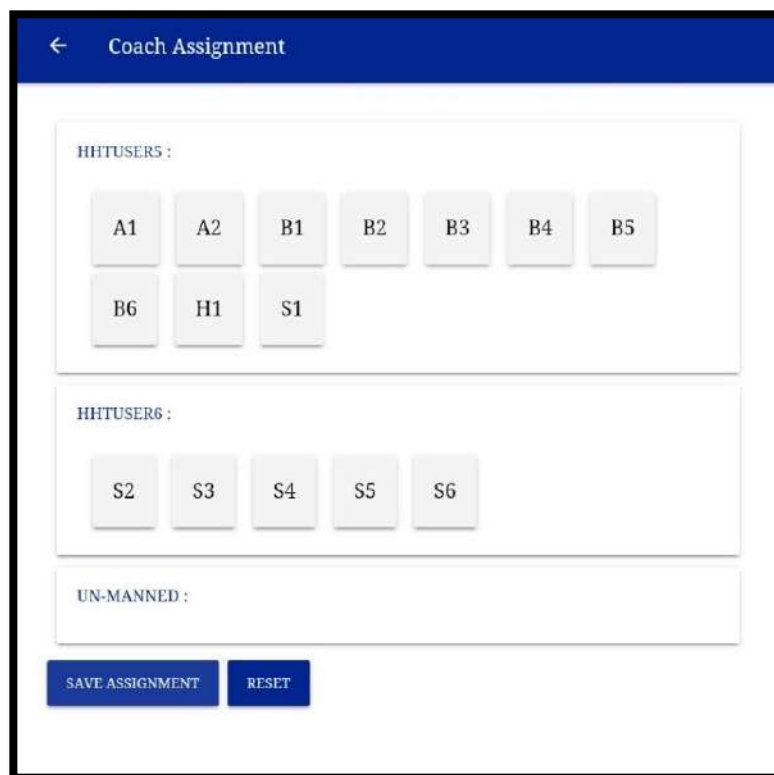 Coach Assignment
HHTUSER5 :
A1 A2 B1 B2 B3 B4 B5
B6 H1 S1
HHTUSER6 :
S2 S3 S4 S5 S6
UN-MANNED :
SAVE ASSIGNMENT RESET